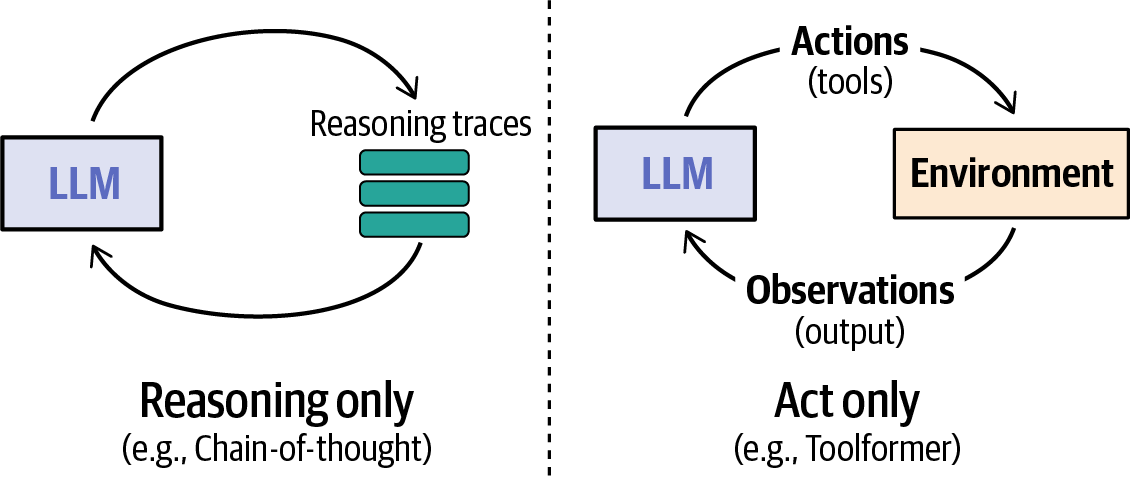 LLM
Reasoning traces
Reasoning only
(e.g., Chain-of-thought)
Actions
(tools)
LLM
Environment
Observations
(output)
Act only
(e.g., Toolformer)